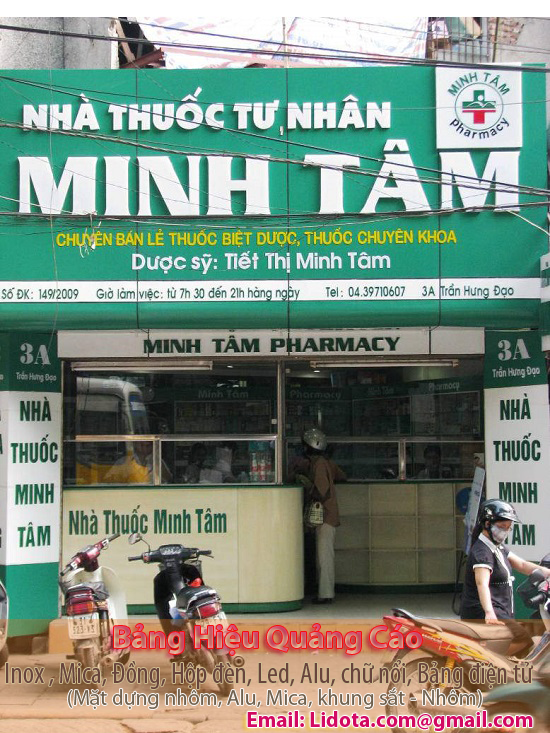 MINH TÂM
pharmacy
NHÀ THUỐC TƯ NHÂN
MINH TÂM
CHUYÊN BÁN LẺ THUỐC BIỆT DƯỢC, THUỐC CHUYÊN KHOA
Dược sỹ: Tiết Thị Minh Tâm
Số ĐK: 149/2009 Giờ làm việc: từ 7h 30 đến 21h hàng ngày Tel: 04.39710607 3A Trần Hưng Đạo
MINH TÂM PHARMACY
3A
Trần Hưng Đạo
NHÀ
THUỐC
MINH
TÂM
Minh Tâm Pharmacy
Pharmacy
Nhà Thuốc Minh Tâm
3A
Trần Hưng Đạo
NHÀ
THUỐC
MINH
TÂM
Bảng Hiệu Quảng Cáo
Inox , Mica, Đồng, Hộp đèn, Led, Alu, chữ nổi, Bảng điện tử
(Mặt dựng nhôm, Alu, Mica, khung sắt - Nhôm)
Email: Lidota.com@gmail.com